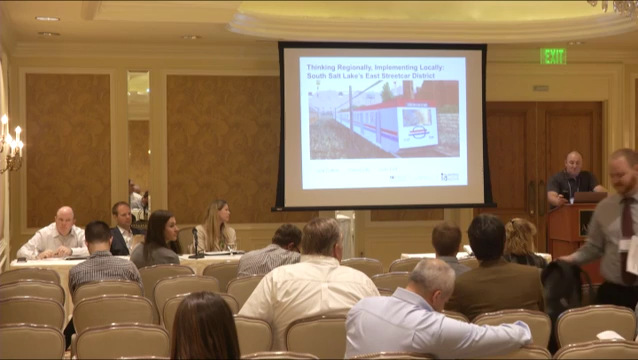 Thinking Regionally, Implementing Locally:
South Salt Lake's East Streetcar District
EXIT